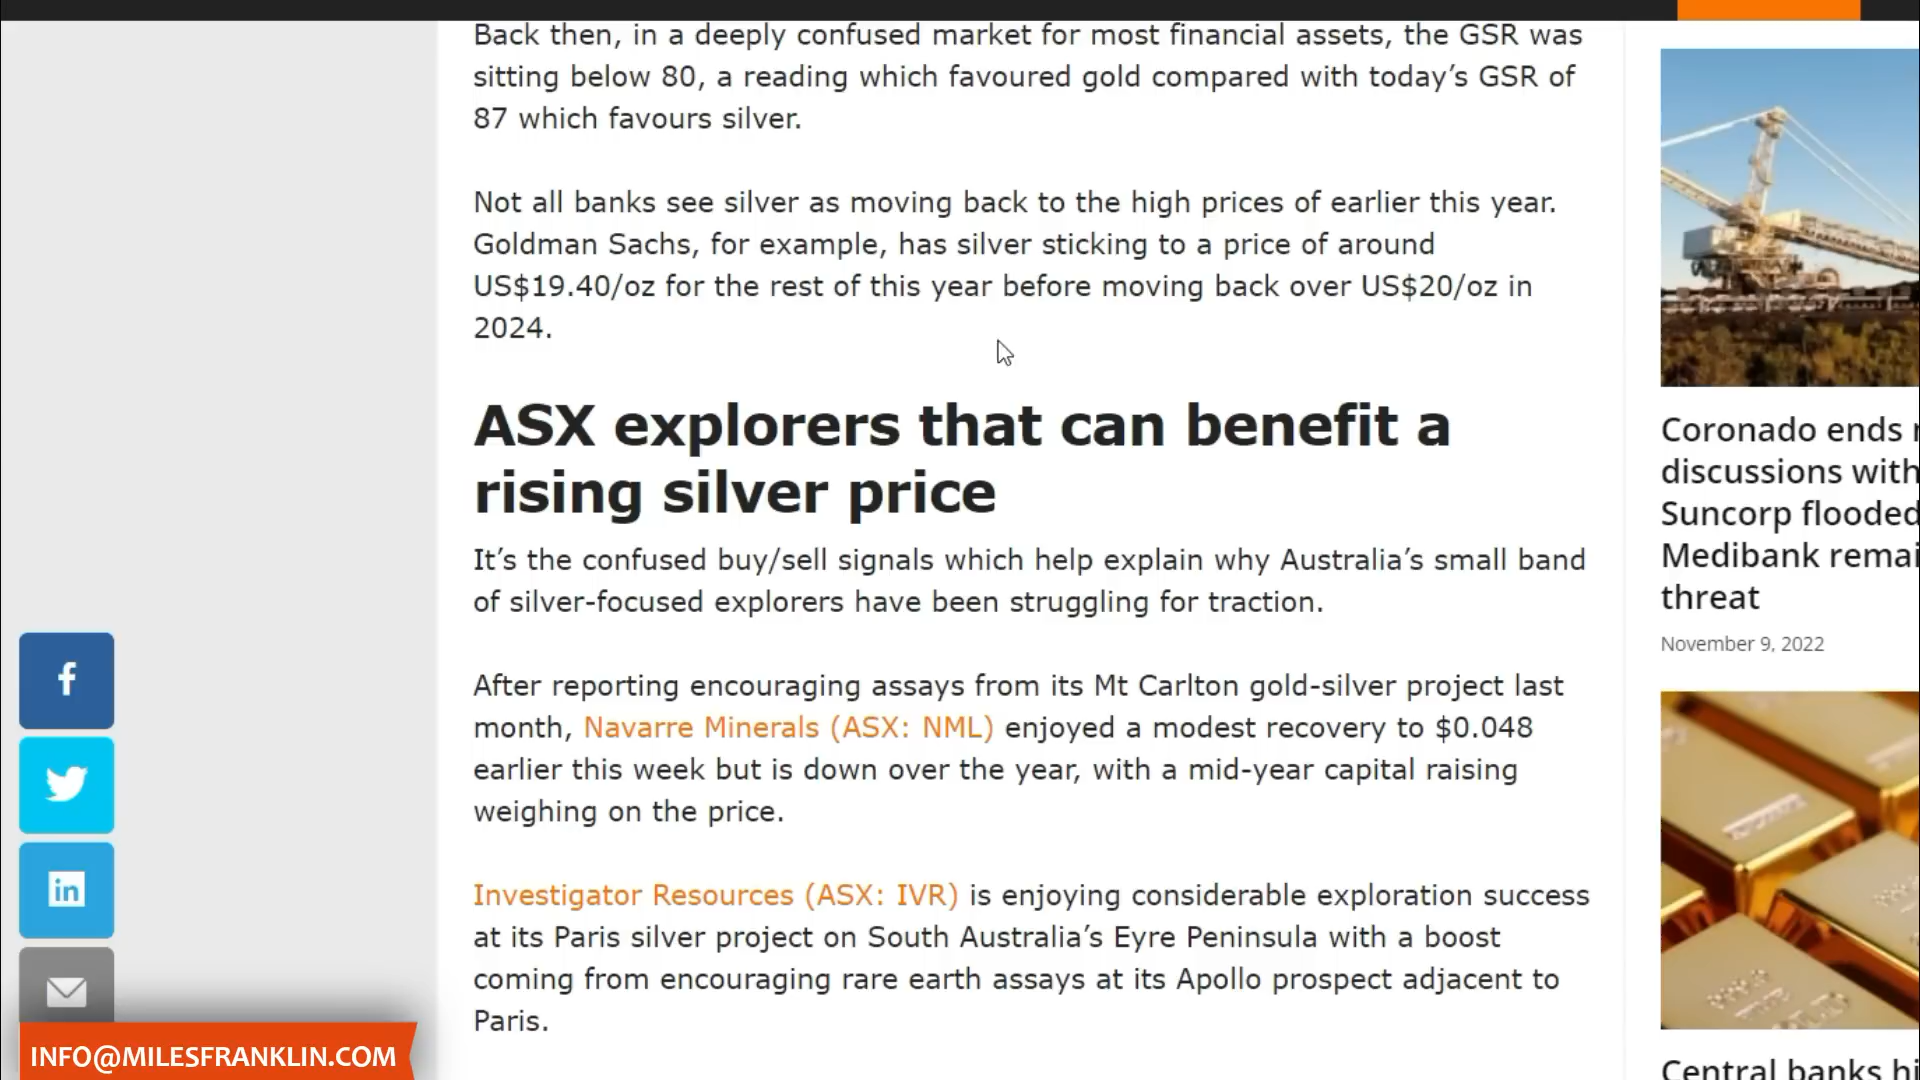 Back then, in a deeply confused market for most financial assets, the GSR was
sitting below 80, a reading which favoured gold compared with today’s GSR of
87 which favours silver.
Not all banks see silver as moving back to the high prices of earlier this year.
Goldman Sachs, for example, has silver sticking to a price of around
US$19.40/oz for the rest of this year before moving back over US$20/oz in
2024.
ASX explorers that can benefit a
rising silver price
It’s the confused buy/sell signals which help explain why Australia’s small band
of silver-focused explorers have been struggling for traction.
After reporting encouraging assays from its Mt Carlton gold-silver project last
month, Navarre Minerals (ASX: NML) enjoyed a modest recovery to $0.048
earlier this week but is down over the year, with a mid-year capital raising
weighing on the price.
Investigator Resources (ASX: IVR) is enjoying considerable exploration success
at its Paris silver project on South Australia’s Eyre Peninsula with a boost
coming from encouraging rare earth assays at its Apollo prospect adjacent to
Paris.
f
in
INFO@MILESFRANKLIN.COM
Coronado ends
discussions with
Suncorp flooded
Medibank
threat
November 9, 2022
Central banks